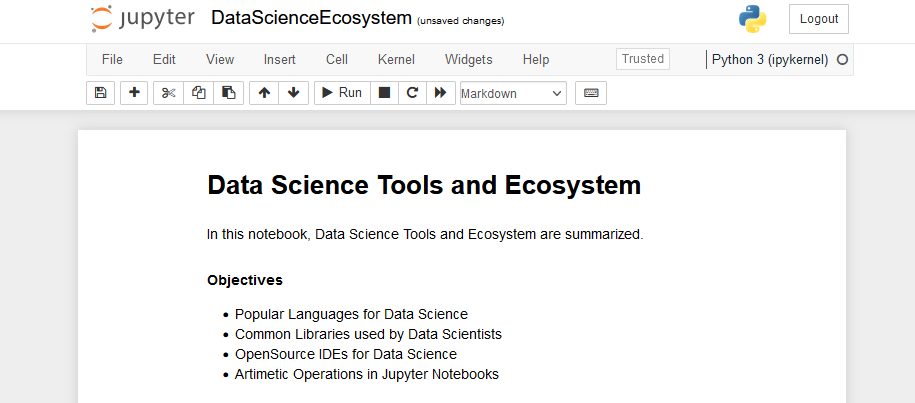 jupyter DataScienceEcosystem (unsaved changes) Logout
File Edit View Insert Cell Kernel Widgets Help Trusted Python 3 (ipykernel)
Run Markdown
Data Science Tools and Ecosystem
In this notebook, Data Science Tools and Ecosystem are summarized.
Objectives
• Popular Languages for Data Science
• Common Libraries used by Data Scientists
• OpenSource IDEs for Data Science
• Artimetic Operations in Jupyter Notebooks